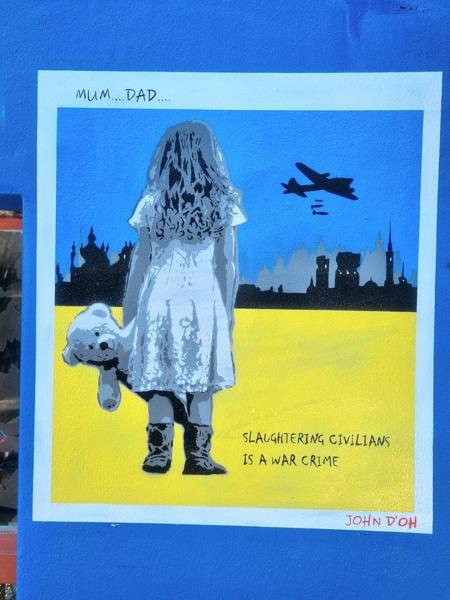 MUM....DAD....
SLAUGHTERING CIVILIANS
IS A WAR CRIME
JOHN D'OH